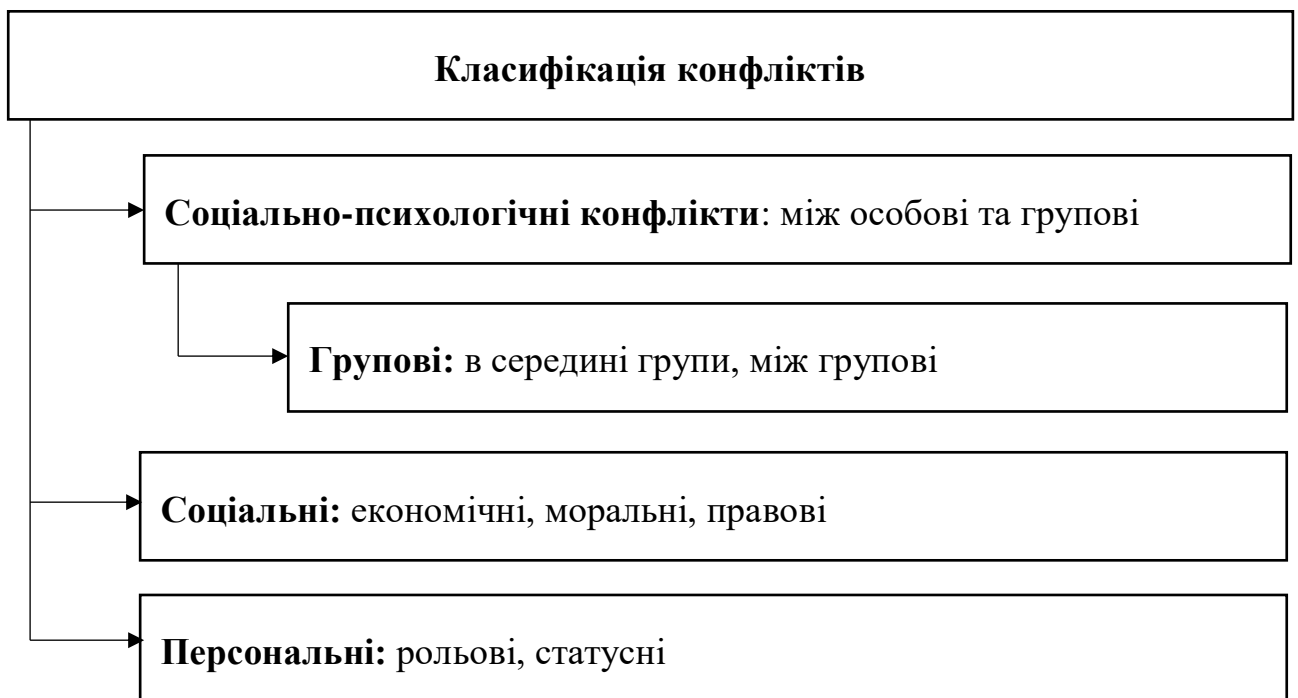 Класифікація конфліктів
Соціально-психологічні конфлікти: між особові та групові
Групові: в середині групи, між групові
Соціальні: економічні, моральні, правові
Персональні: рольові, статусні